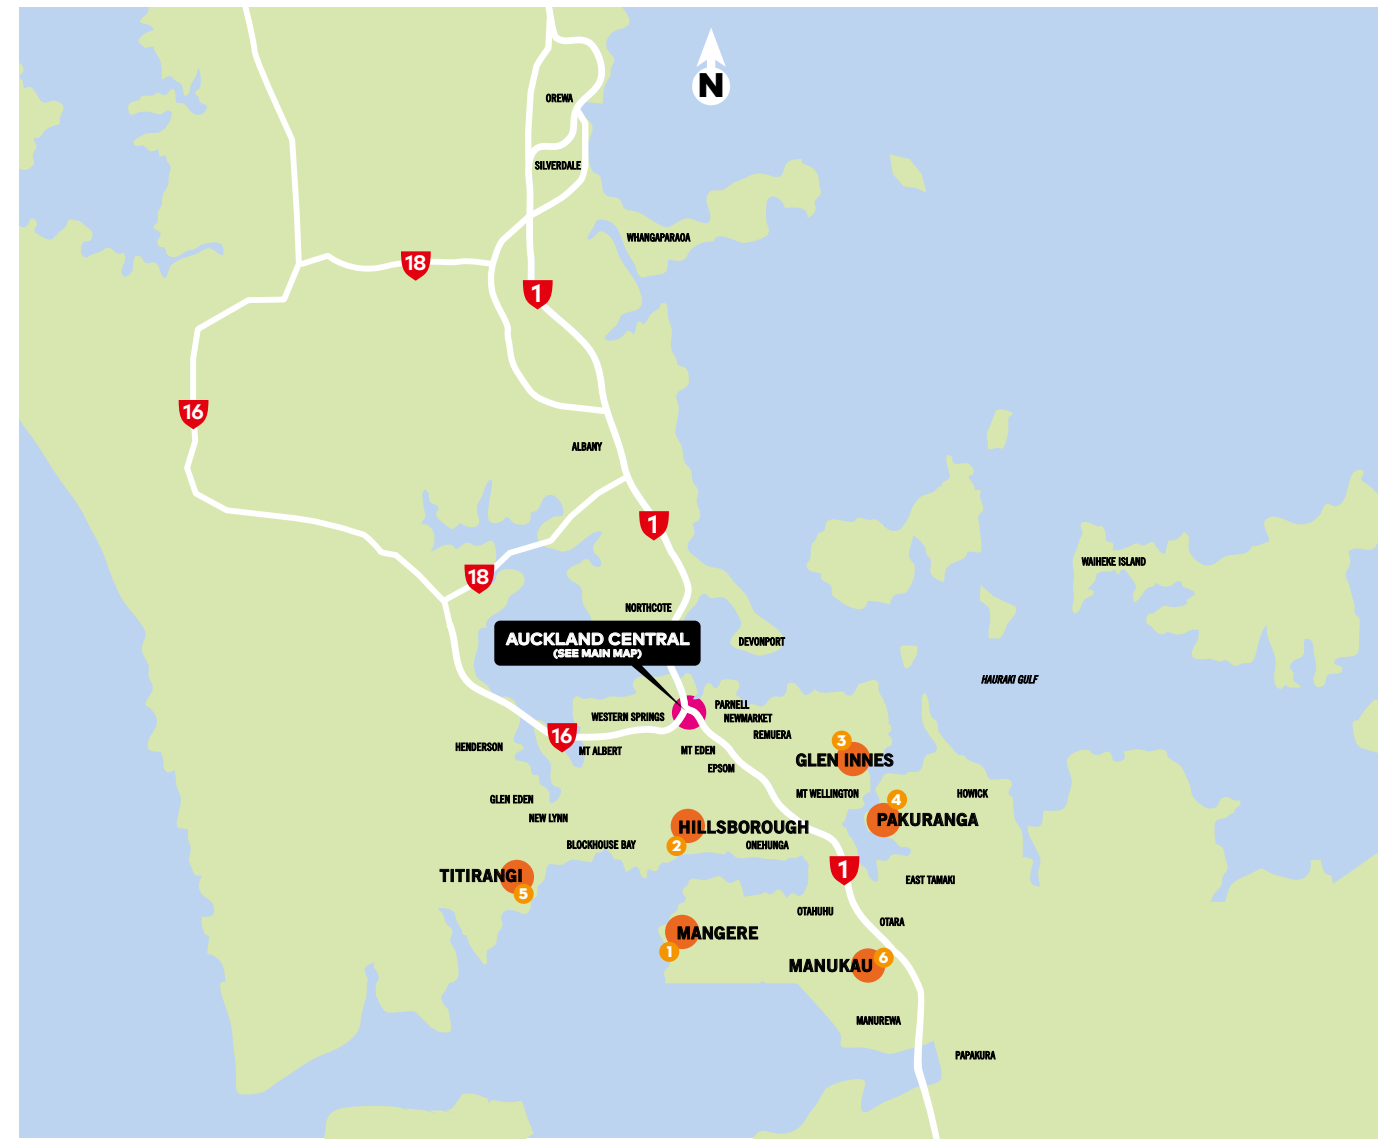 N
OREWA
SILVERDALE
WHANGAPARAOA
18
1
16
ALBANY
1
WAIHEKE ISLAND
18
NORTHCOTE
AUCKLAND CENTRAL
(SEE MAIN MAP)
DEVONPORT
HAURAKI GULF
PARNELL
WESTERN SPRINGS
NEWMARKET
REMUERA
16
3
HENDERSON
MT ALBERT
MT EDEN
GLEN INNES
EPSOM
GLEN EDEN
MT WELLINGTON
4
HOWICK
NEW LYNN
HILLSBOROUGH
PAKURANGA
BLOCKHOUSE BAY
2
ONEHUNGA
1
TITIRANGI
EAST TAMAKI
5
OTAHUHU
OTARA
MANGERE
1
MANUKAU
6
MANUREWA
PAPAKURA